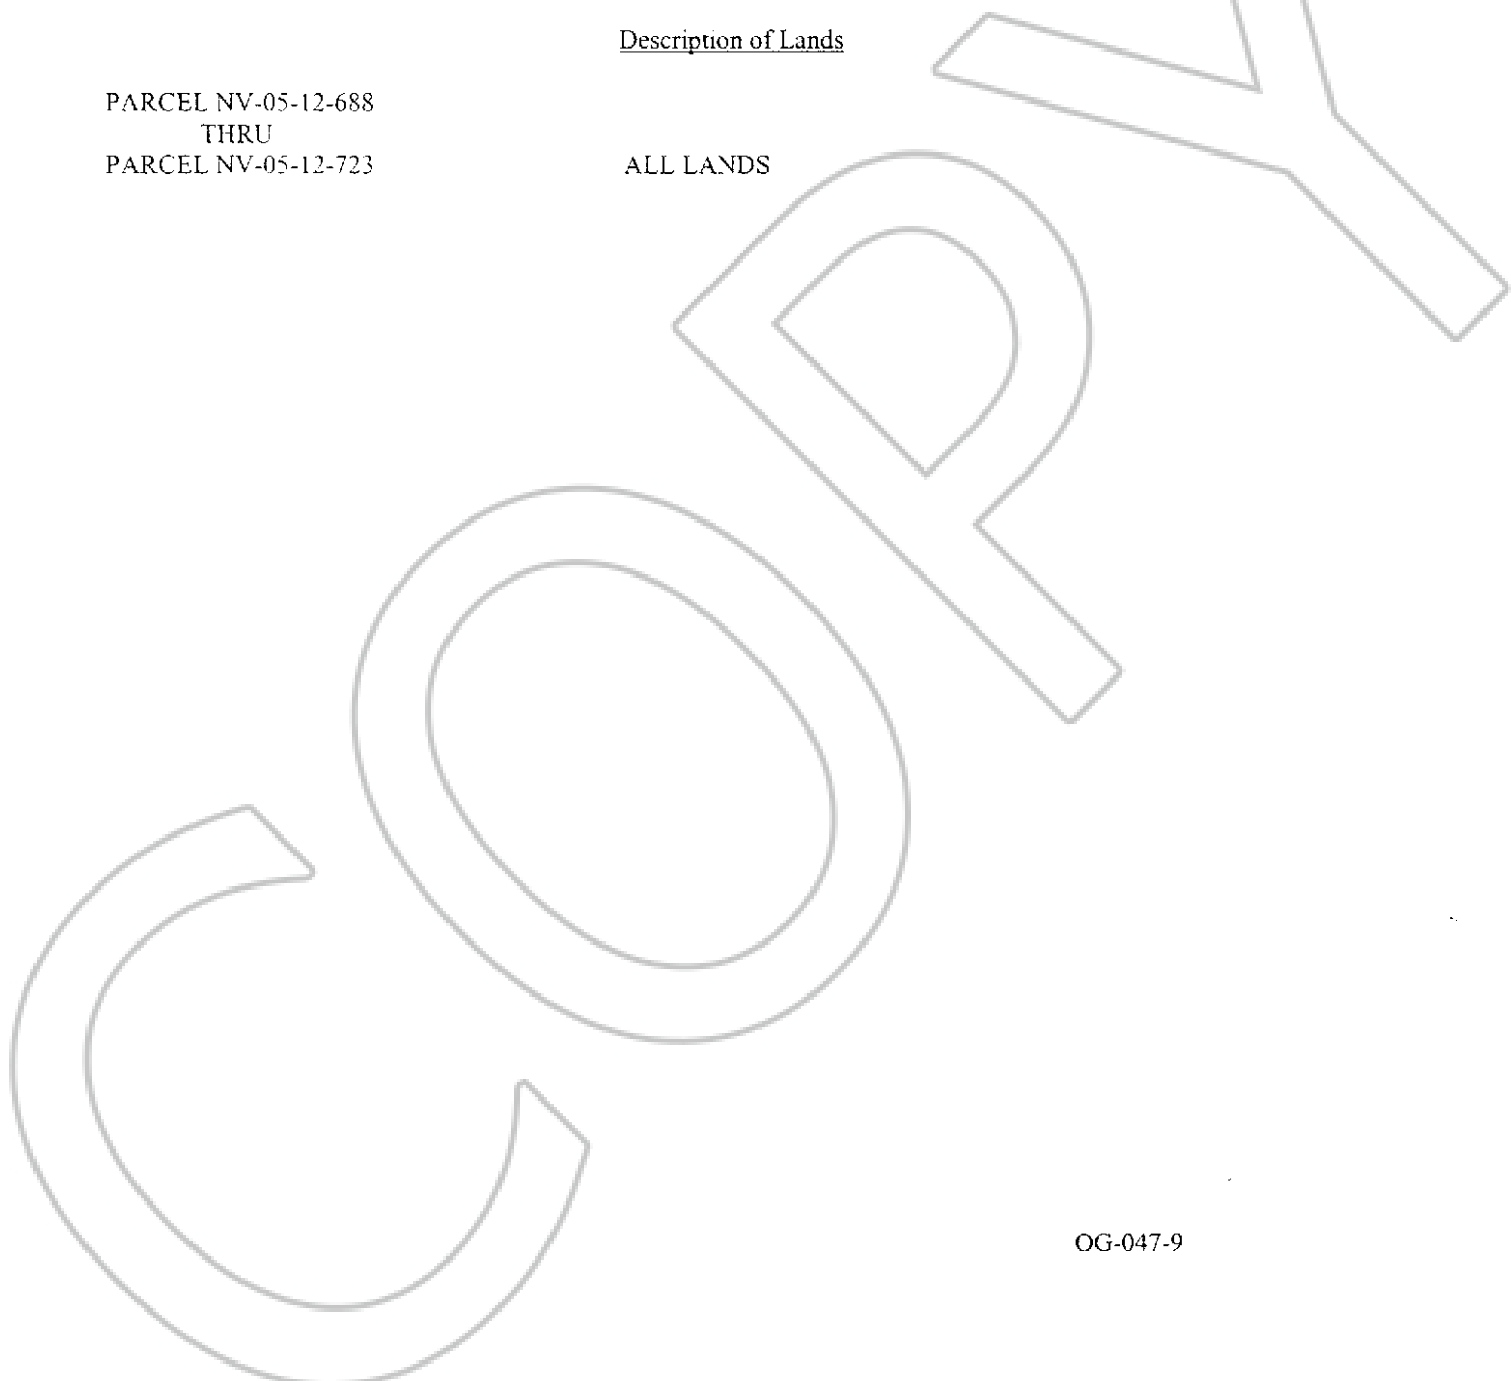 Description of Lands
PARCEL NV-05-12-688
THRU
PARCEL NV-05-12-723 ALL LANDS
COPY
OG-047-9